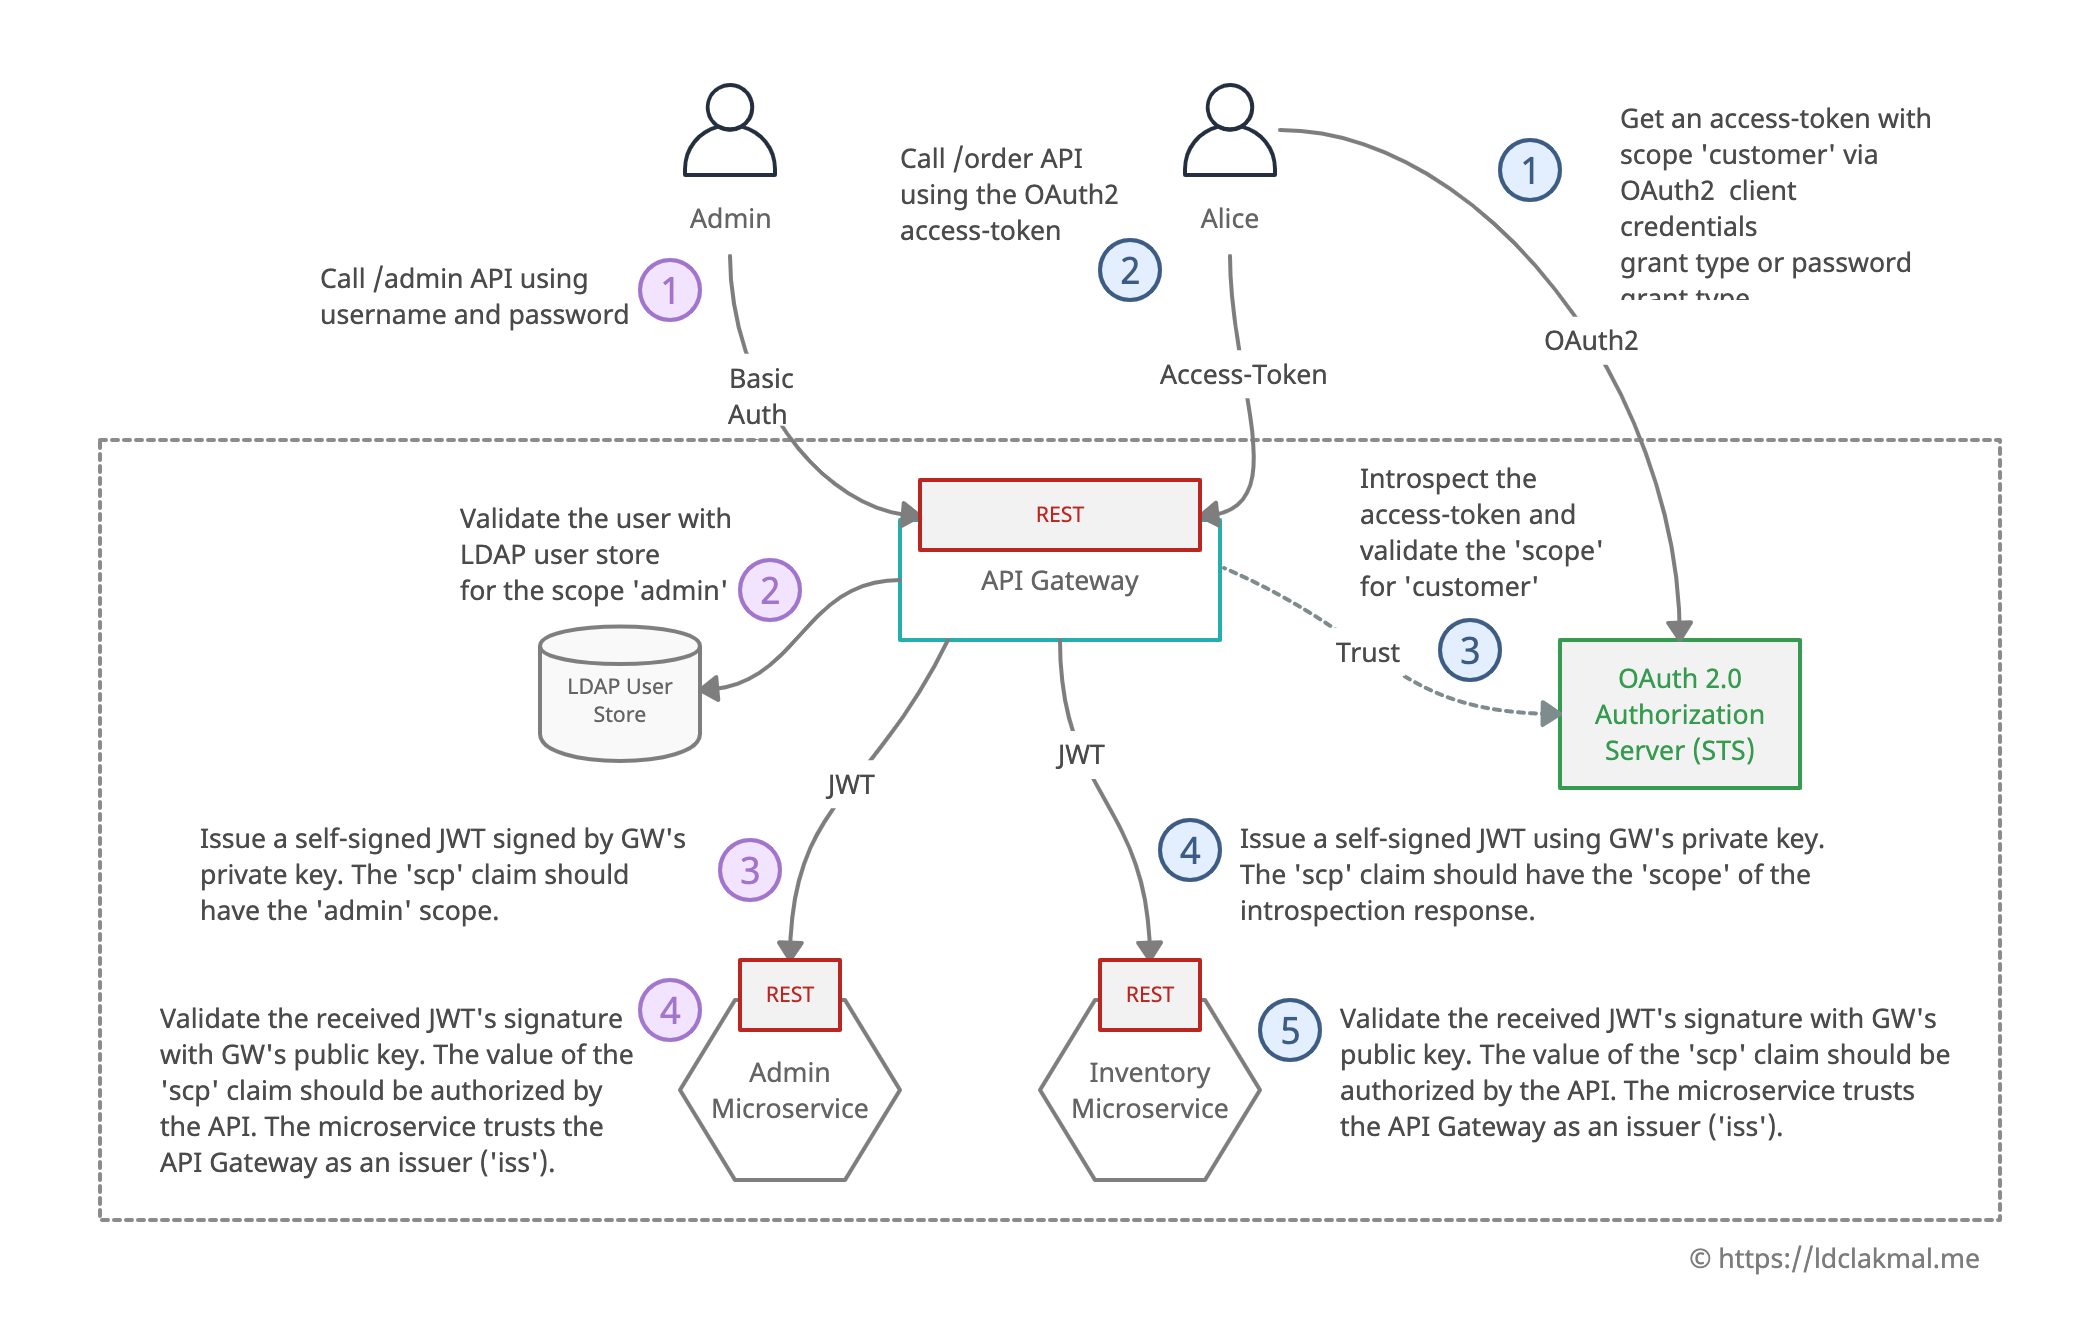 Admin
Alice
Get an access-token with
scope 'customer' via
OAuth2  client
credentials
grant type or password
grant type
1
Call /order API
using the OAuth2
access-token
2
Call /admin API using
username and password
1
Basic
Auth
Access-Token
OAuth2
REST
API Gateway
Validate the user with
LDAP user store
for the scope 'admin'
2
LDAP User
Store
Introspect the
access-token and
validate the 'scope'
for 'customer'
3
Trust
OAuth 2.0
Authorization
Server (STS)
JWT
JWT
Issue a self-signed JWT signed by GW's
private key. The 'scp' claim should
have the 'admin' scope.
3
4
Issue a self-signed JWT using GW's private key.
The 'scp' claim should have the 'scope' of the
introspection response.
REST
Admin
Microservice
4
Validate the received JWT's signature
with GW's public key. The value of the
'scp' claim should be authorized by
the API. The microservice trusts the
API Gateway as an issuer ('iss').
REST
Inventory
Microservice
5
Validate the received JWT's signature with GW's
public key. The value of the 'scp' claim should be
authorized by the API. The microservice trusts
the API Gateway as an issuer ('iss').
© https://ldclakmal.me